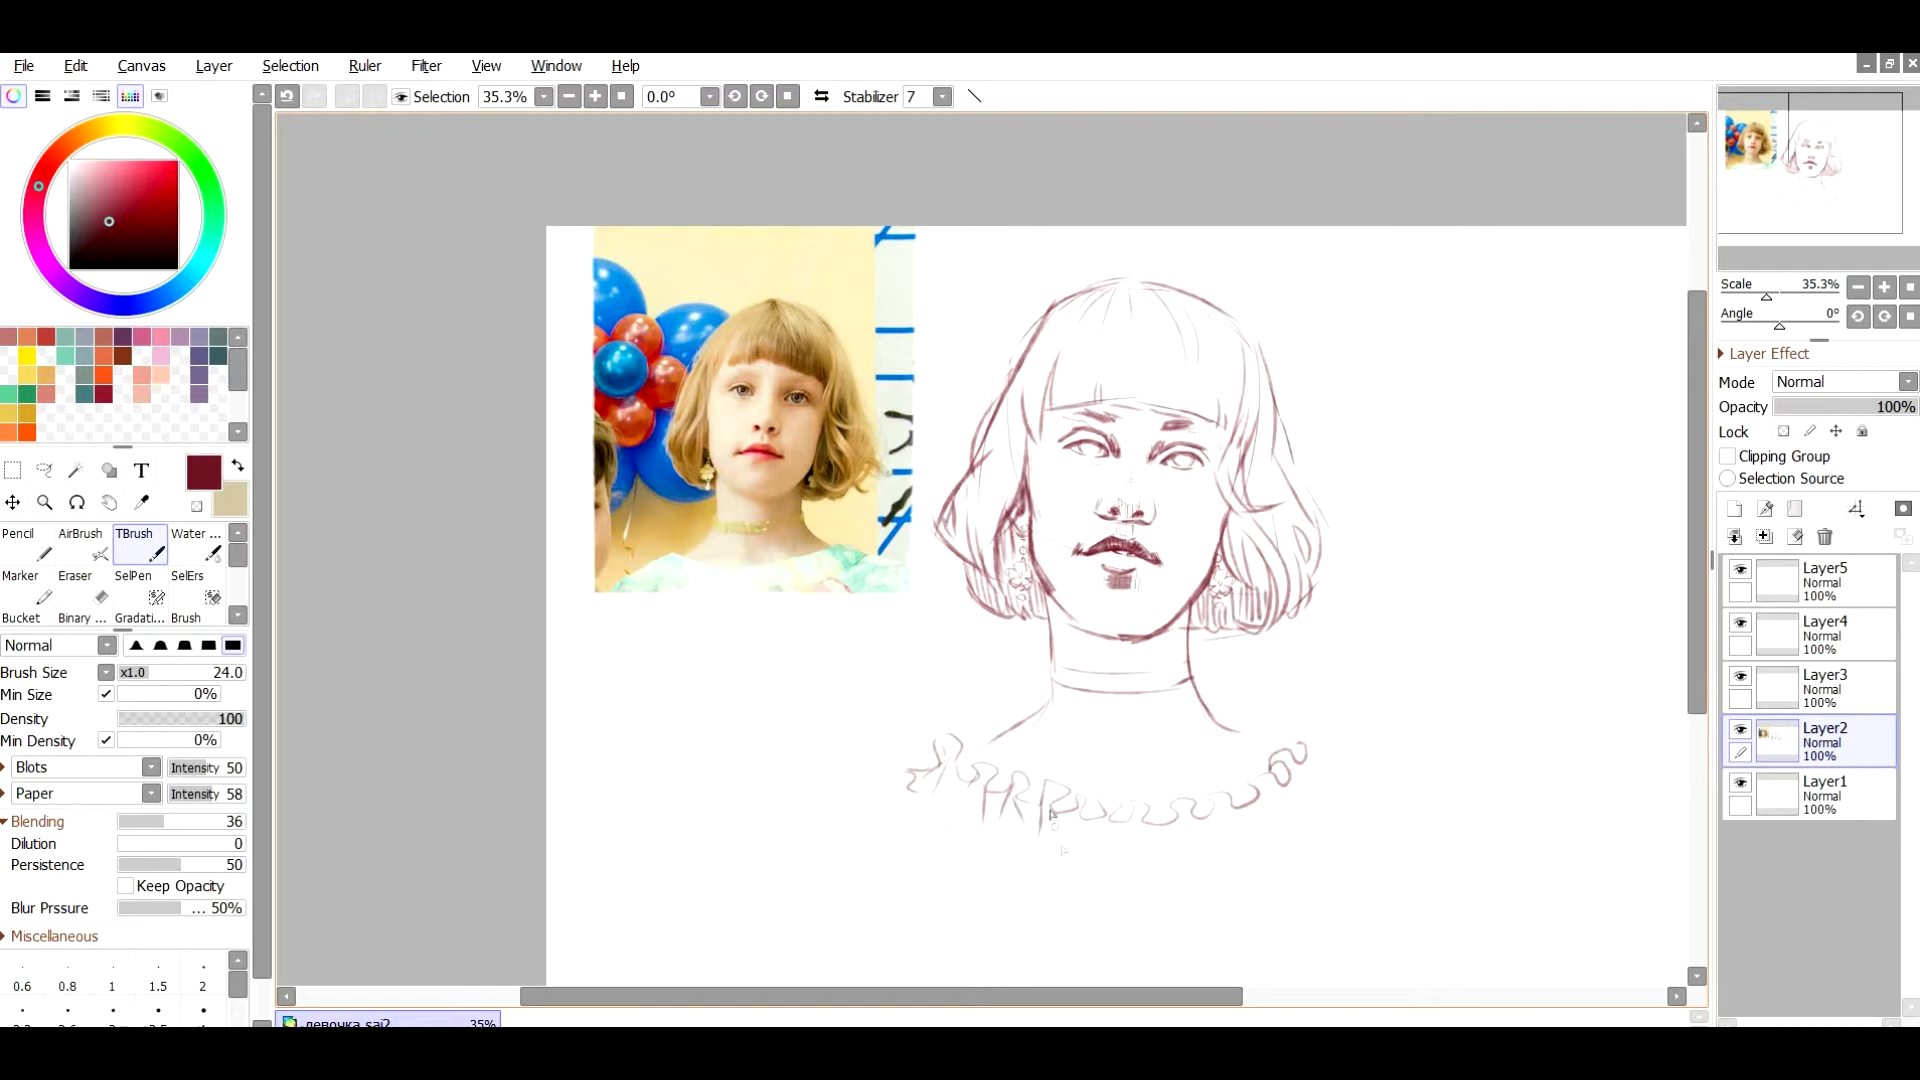 File Edit Canvas Layer Selection Ruler Filter View Window Help
Selection 35.3% 0.0º Stabilizer 7
Scale 35.3%
Angle 0º
Layer Effect
Mode Normal
Opacity 100%
Lock
Clipping Group
Selection Source
T
Pencil AirBrush TBrush Water ...
Marker Eraser SelPen SelErs
Bucket Binary ... Gradati... Brush
Normal
Brush Size x1.0 24.0
Min Size 0%
Density 100
Min Density 0%
Blots Intensity 50
Paper Intensity 58
Blending 36
Dilution 0
Persistence 50
Keep Opacity
Blur Prssure ... 50%
Miscellaneous
0.6 0.8 1 1.5 2
Layer5
Normal
100%
Layer4
Normal
100%
Layer3
Normal
100%
Layer2
Normal
100%
Layer1
Normal
100%
девочка.sai2 35%